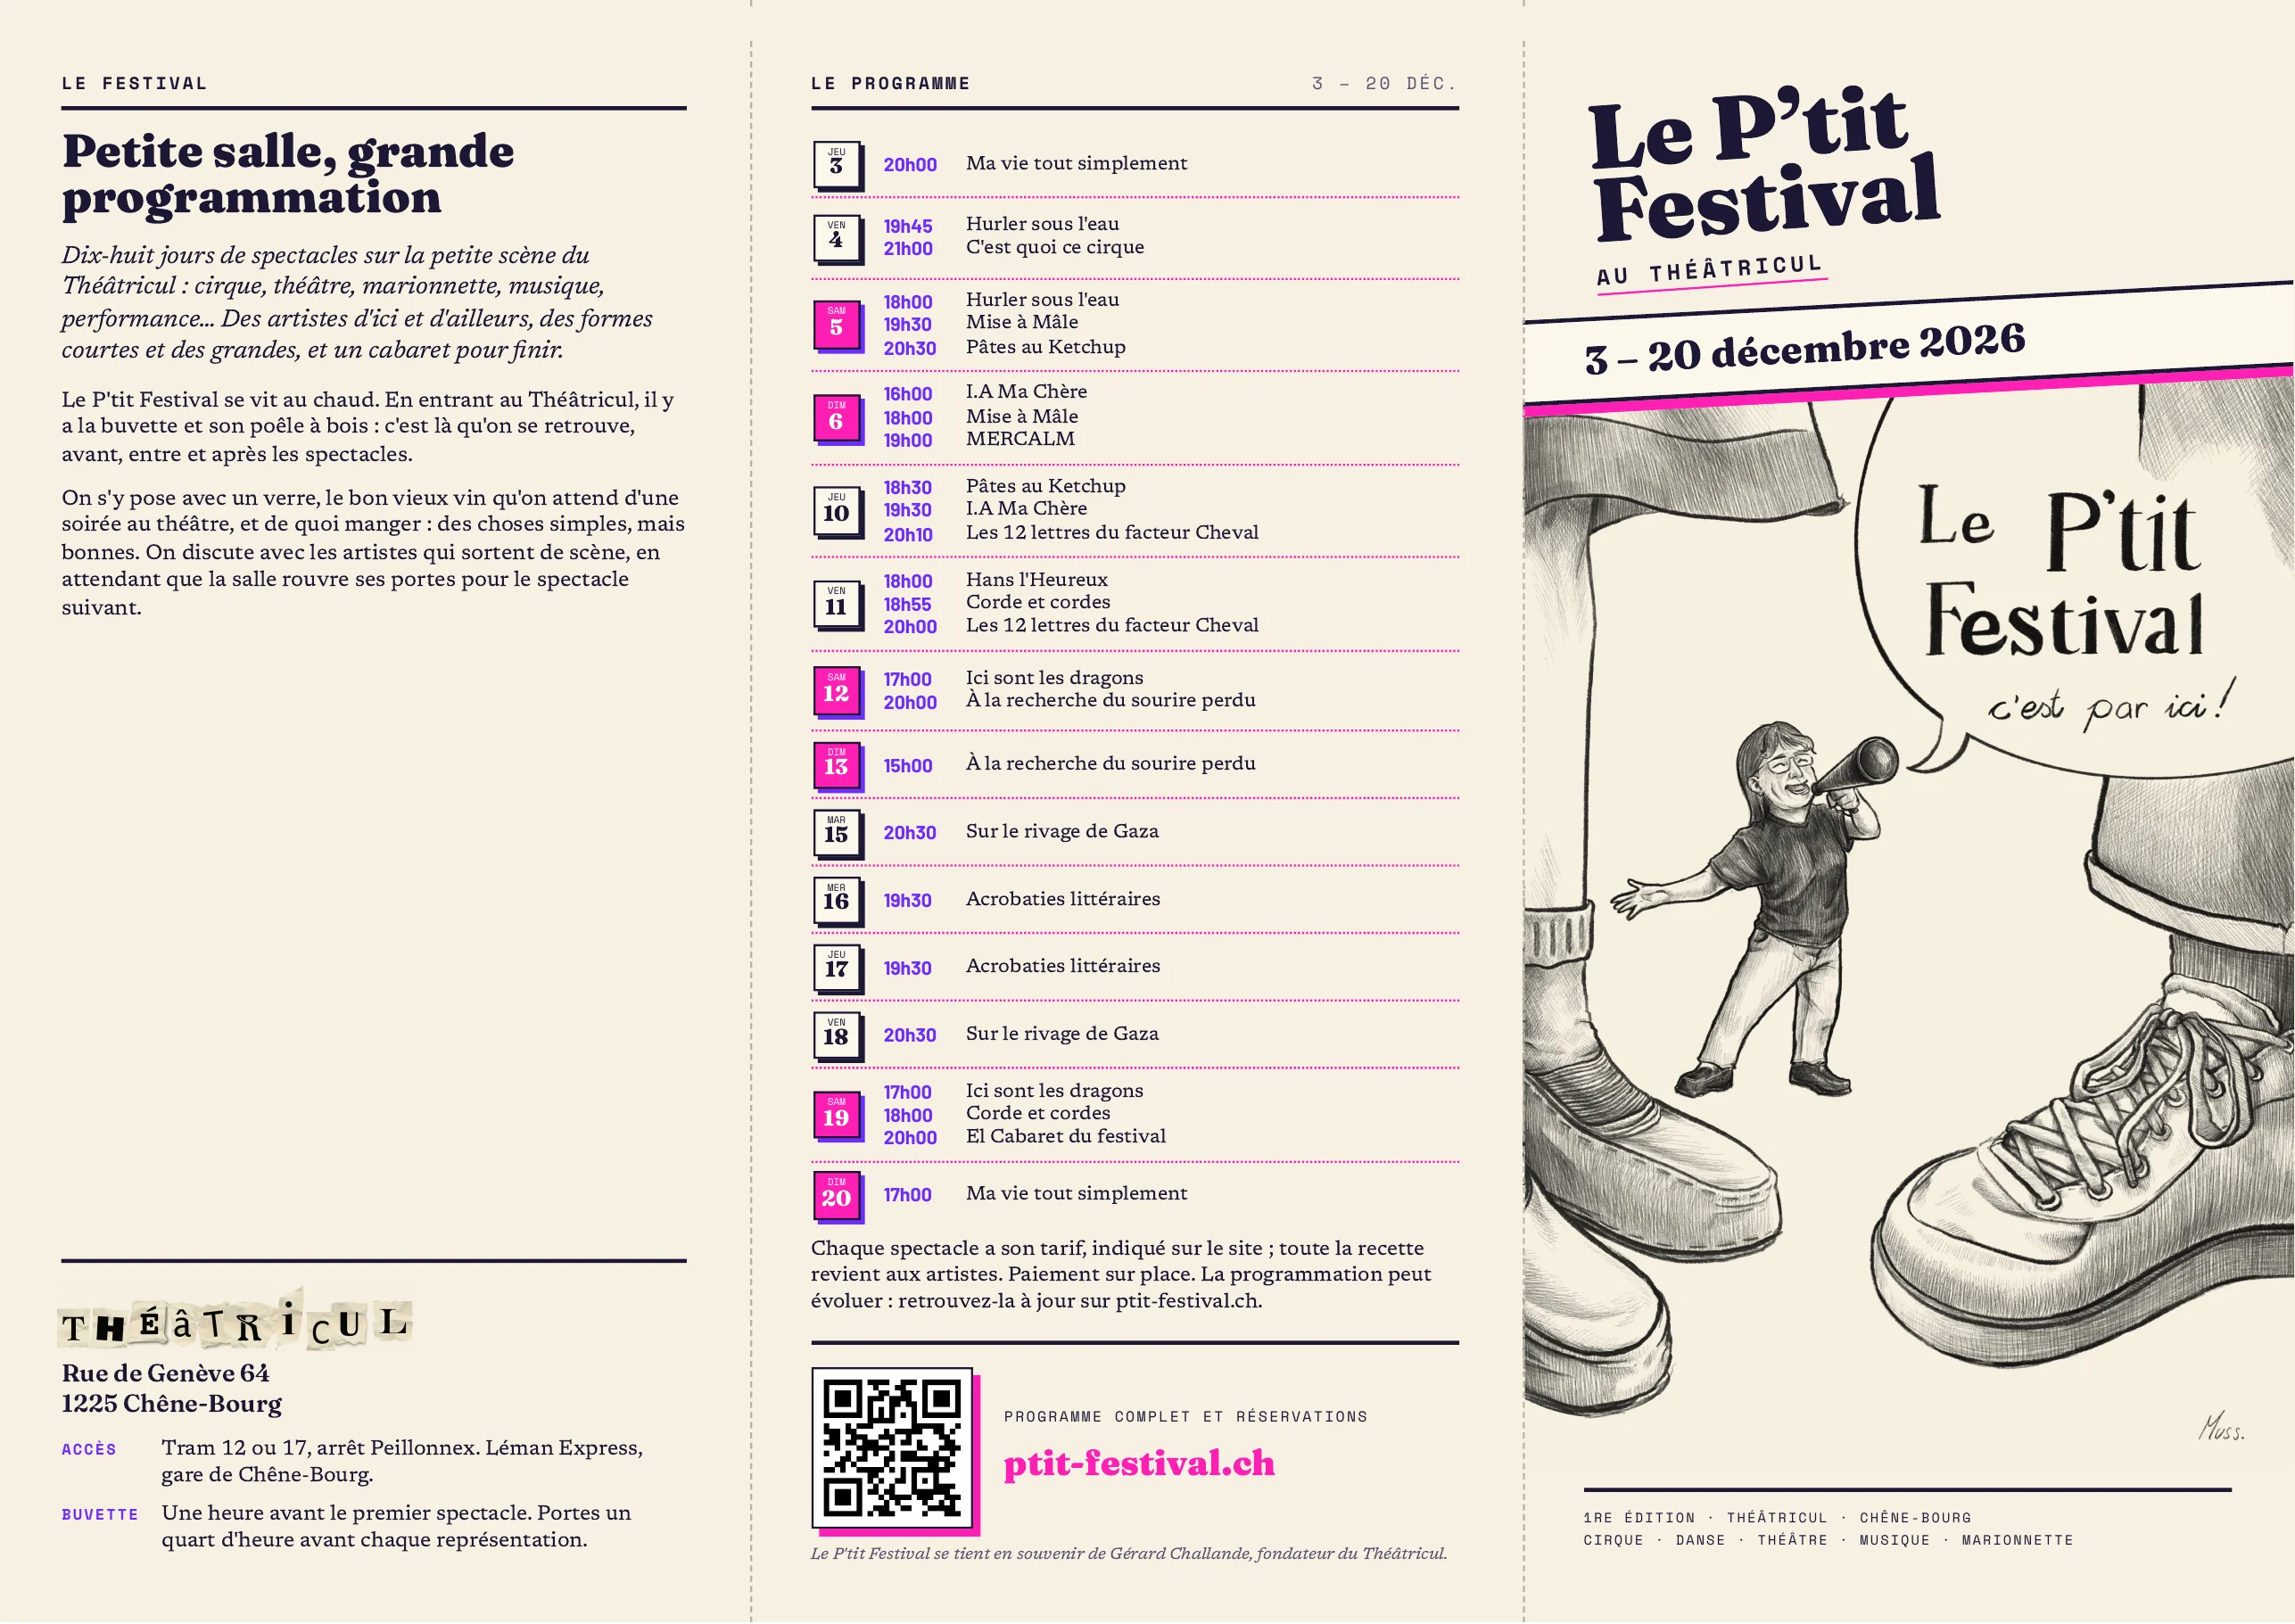 LE FESTIVAL
Petite salle, grande
programmation
Dix-huit jours de spectacles sur la petite scène du
Théâtricul : cirque, théâtre, marionnette, musique,
performance... Des artistes d'ici et d'ailleurs, des formes
courtes et des grandes, et un cabaret pour finir.
Le P'tit Festival se vit au chaud. En entrant au Théâtricul, il y
a la buvette et son poêle à bois : c'est là qu'on se retrouve,
avant, entre et après les spectacles.
On s'y pose avec un verre, le bon vieux vin qu'on attend d'une
soirée au théâtre, et de quoi manger : des choses simples, mais
bonnes. On discute avec les artistes qui sortent de scène, en
attendant que la salle rouvre ses portes pour le spectacle
suivant.
THÉâTRiCUL
Rue de Genève 64
1225 Chêne-Bourg
ACCÈS Tram 12 ou 17, arrêt Peillonnex. Léman Express,
gare de Chêne-Bourg.
BUVETTE Une heure avant le premier spectacle. Portes un
quart d'heure avant chaque représentation.
LE PROGRAMME 3 – 20 DÉC.
JEU 3 20h00 Ma vie tout simplement
VEN 4 19h45 Hurler sous l'eau
21h00 C'est quoi ce cirque
SAM 5 18h00 Hurler sous l'eau
19h30 Mise à Mâle
20h30 Pâtes au Ketchup
DIM 6 16h00 I.A Ma Chère
18h00 Mise à Mâle
19h00 MERCALM
JEU 10 18h30 Pâtes au Ketchup
19h30 I.A Ma Chère
20h10 Les 12 lettres du facteur Cheval
VEN 11 18h00 Hans l'Heureux
18h55 Corde et cordes
20h00 Les 12 lettres du facteur Cheval
SAM 12 17h00 Ici sont les dragons
20h00 À la recherche du sourire perdu
DIM 13 15h00 À la recherche du sourire perdu
MAR 15 20h30 Sur le rivage de Gaza
MER 16 19h30 Acrobaties littéraires
JEU 17 19h30 Acrobaties littéraires
VEN 18 20h30 Sur le rivage de Gaza
SAM 19 17h00 Ici sont les dragons
18h00 Corde et cordes
20h00 El Cabaret du festival
DIM 20 17h00 Ma vie tout simplement
Chaque spectacle a son tarif, indiqué sur le site ; toute la recette
revient aux artistes. Paiement sur place. La programmation peut
évoluer : retrouvez-la à jour sur ptit-festival.ch.
PROGRAMME COMPLET ET RÉSERVATIONS
ptit-festival.ch
Le P'tit Festival se tient en souvenir de Gérard Challande, fondateur du Théâtricul.
Le P’tit
Festival
AU THÉÂTRICUL
3 – 20 décembre 2026
Le P'tit
Festival
c'est par ici !
Muss.
1RE ÉDITION · THÉÂTRICUL · CHÊNE-BOURG
CIRQUE · DANSE · THÉÂTRE · MUSIQUE · MARIONNETTE